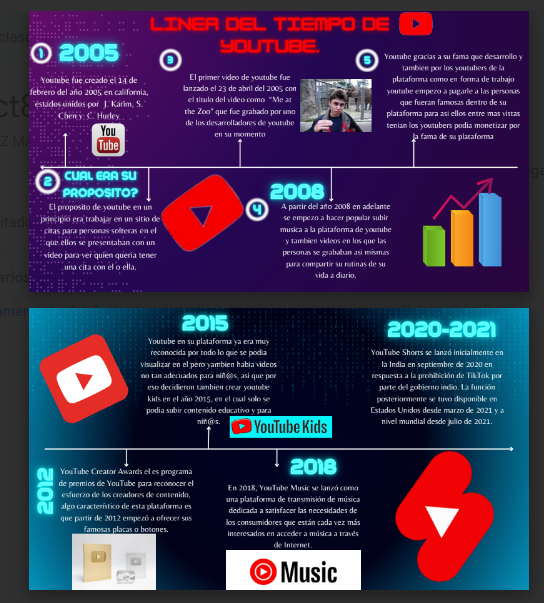 LINEA DEL TIEMPO DE
YOUTUBE.
1 2005
Youtube fue creado el 14 de
febrero del año 2005 en california,
estados unidos por J. Karim, S.
Chen y C. Hurley
You
Tube
3
El primer video de youtube fue
lanzado el 23 de abril del 2005 con
el titulo del video como "Me at
the Zoo" que fue grabado por uno
de los desarrolladores de youtube
en su momento
5
Youtube gracias a su fama que desarrollo y
tambien por los youtubers de la
plataforma como en forma de trabajo
youtube empezo a pagarle a las personas
que fueran famosas dentro de su
plataforma para asi ellos entre mas vistas
tenian los youtubers podia monetizar por
la fama de su plataforma
2 CUAL ERA SU
PROPOSITO?
El proposito de youtube en un
principio era trabajar en un sitio de
citas para personas solteras en el
que ellos se presentaban con un
video para ver quien queria tener
una cita con el o ella.
4
2008
A partir del año 2008 en adelante
se empezo a hacer popular subir
musica a la plataforma de youtube
y tambien videos en los que las
personas se grababan asi mismas
para compartir su rutinas de su
vida a diario.
2015
Youtube en su plataforma ya era muy
reconocida por todo lo que se podia
visualizar en el pero tambien habia videos
no tan adecuados para niñ@s, asi que por
eso decidieron tambien crear youtube
kids en el año 2015, en el cual solo se
podia subir contenido educativo y para
niñ@s.
YouTube Kids
2020-2021
YouTube Shorts se lanzó inicialmente en
la India en septiembre de 2020 en
respuesta a la prohibición de TikTok por
parte del gobierno indio. La función
posteriormente se tuvo disponible en
Estados Unidos desde marzo de 2021 y a
nivel mundial desde julio de 2021.
2012
YouTube Creator Awards el es programa
de premios de YouTube para reconocer el
esfuerzo de los creadores de contenido,
algo característico de esta plataforma es
que partir de 2012 empezó a ofrecer sus
famosas placas o botones.
2018
En 2018, YouTube Music se lanzó como
una plataforma de transmisión de música
dedicada a satisfacer las necesidades de
los consumidores que están cada vez más
interesados en acceder a música a través
de Internet.
Music